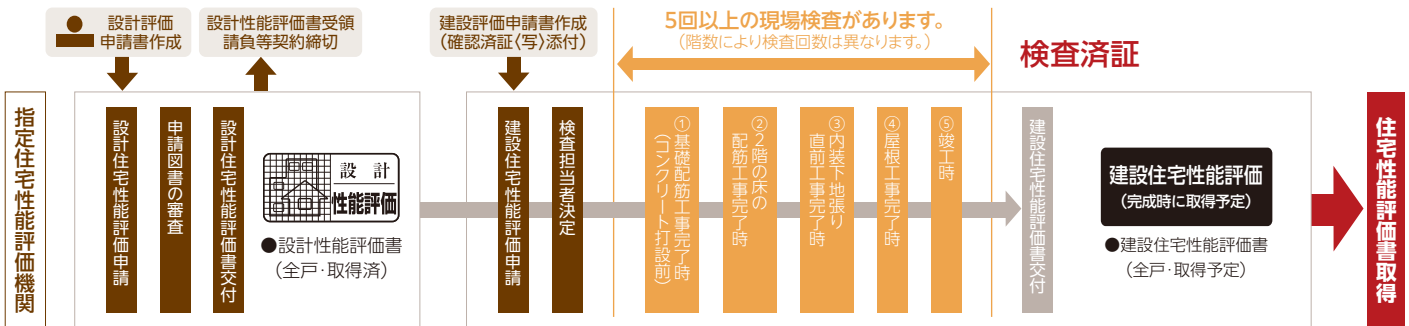 設計評価
申請書作成
設計性能評価書受領
請負等契約締切
建設評価申請書作成
(確認済証〈写〉添付)
5回以上の現場検査があります。
(階数により検査回数は異なります。)
検査済証
指定住宅性能評価機関
設計住宅性能評価申請
申請図書の審査
設計住宅性能評価書交付
設計
性能評価
●設計性能評価書
(全戸・取得済)
建設住宅性能評価申請
検査担当者決定
①基礎配筋工事完了時
(コンクリート打設前)
②2階の床の
配筋工事完了時
③内装下地張り
直前工事完了時
④屋根工事完了時
⑤竣工時
建設住宅性能評価書交付
建設住宅性能評価
(完成時に取得予定)
●建設住宅性能評価書
(全戸・取得予定)
住宅性能評価書取得